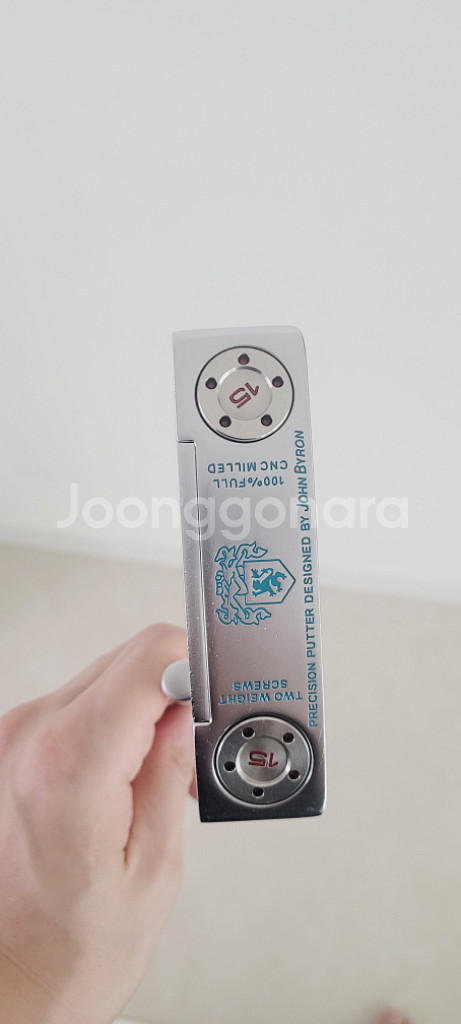 15
100%FULL
CNC MILLED
Joonggonara
PRECISION PUTTER DESIGNED BY JOHN BYRON
TWO WEIGHT
SCREWS
15